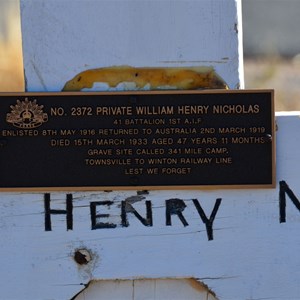 NO. 2372 PRIVATE WILLIAM HENRY NICHOLAS
41 BATTALION 1ST A.I.F.
ENLISTED 8TH MAY 1916 RETURNED TO AUSTRALIA 2ND MARCH 1919
DIED 15TH MARCH 1933 AGED 47 YEARS 11 MONTHS
GRAVE SITE CALLED 341 MILE CAMP,
TOWNSVILLE TO WINTON RAILWAY LINE
LEST WE FORGET
HENRY N